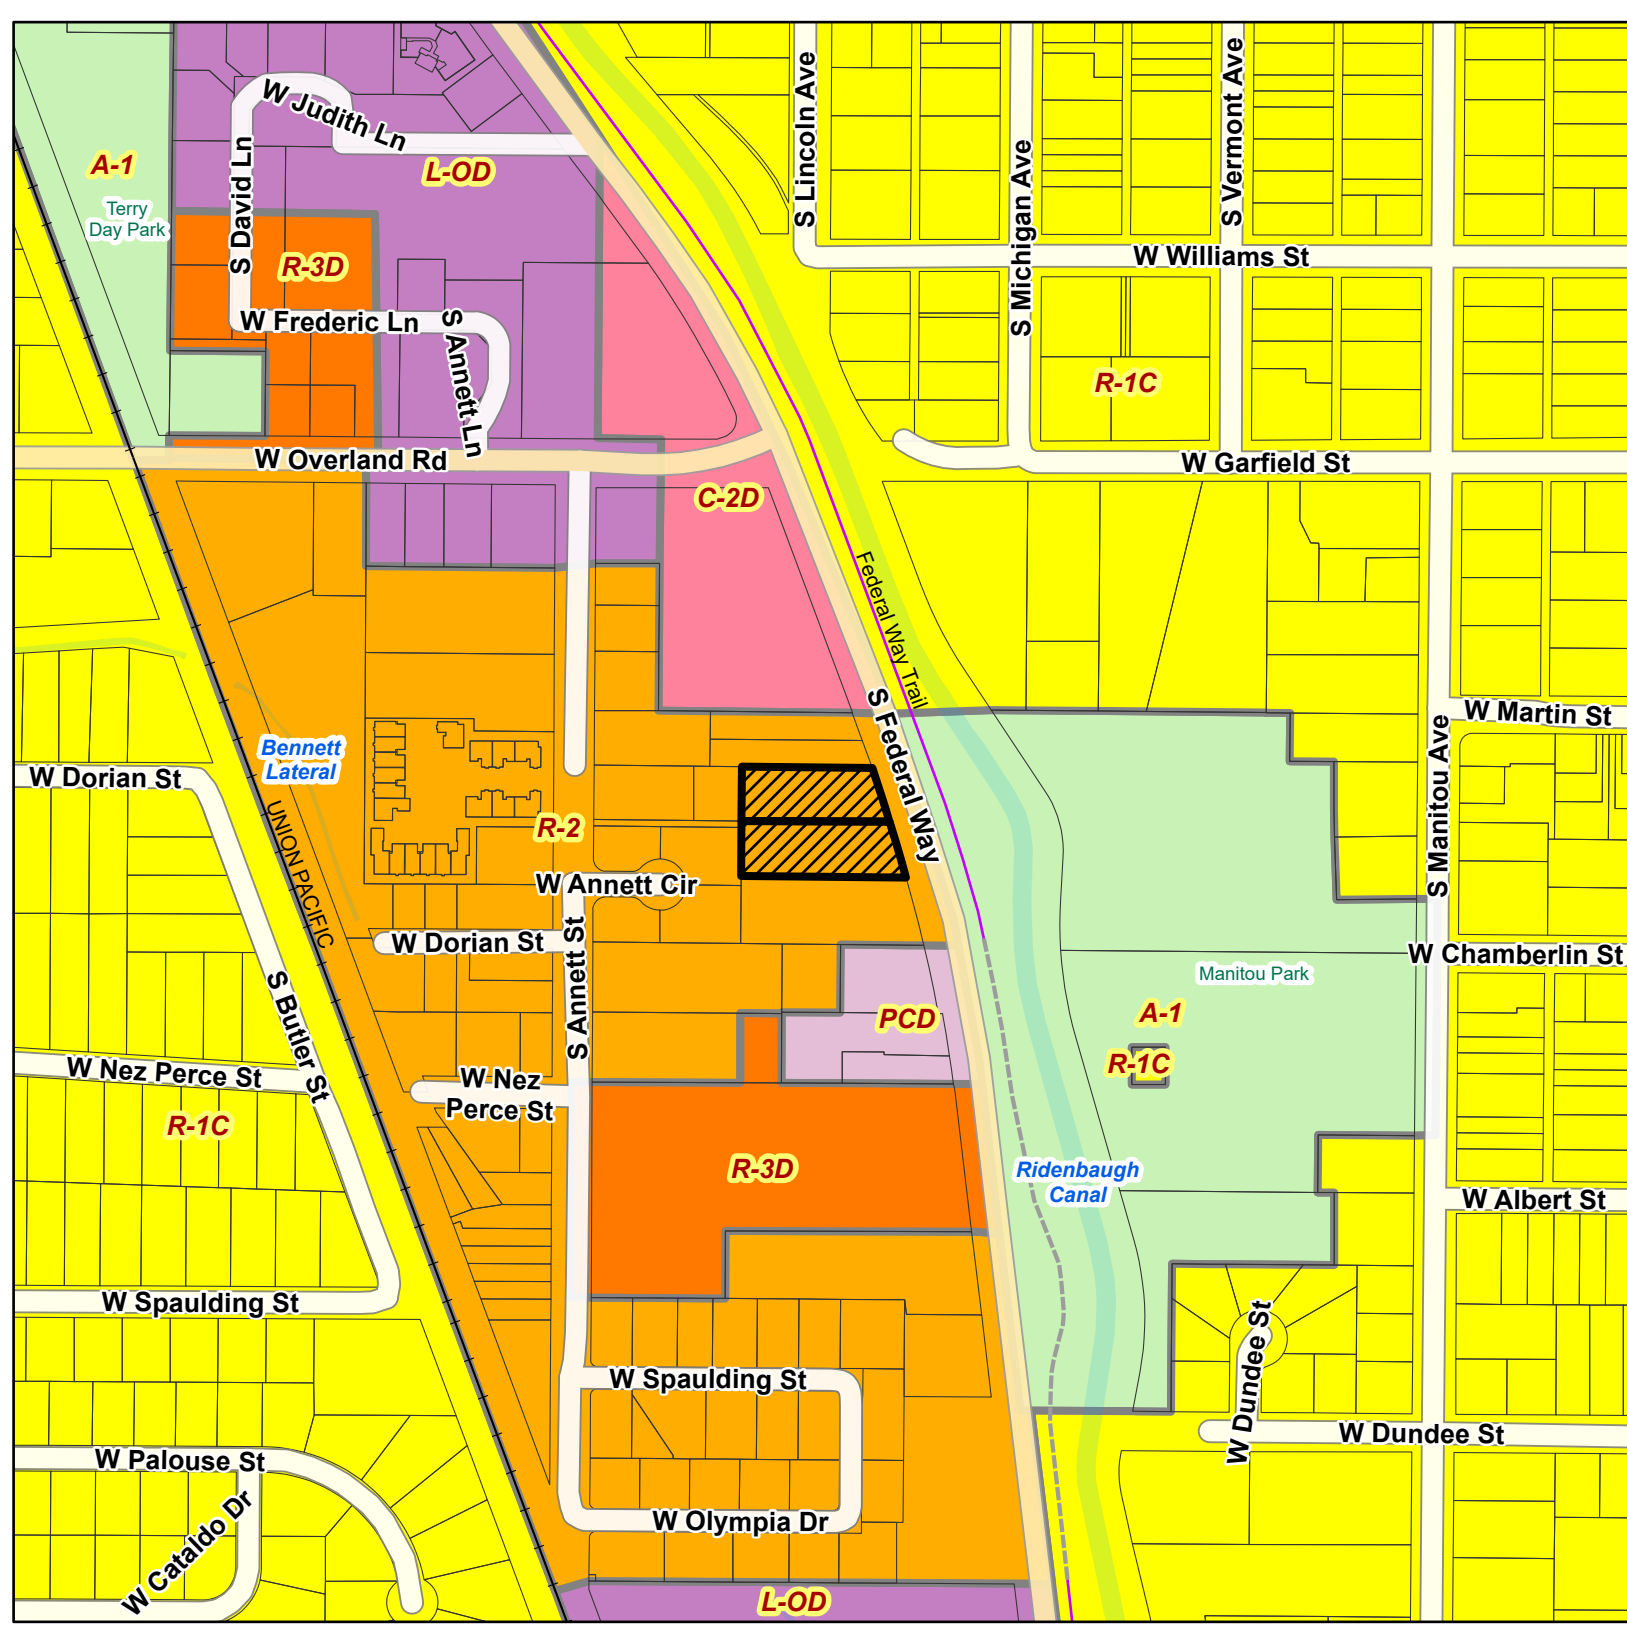 W Judith Ln
S Lincoln Ave
S Vermont Ave
A-1
L-OD
S David Ln
S Michigan Ave
Terry
Day Park
R-3D
W Williams St
W Frederic Ln
S Annett Ln
R-1C
W Overland Rd
W Garfield St
C-2D
Federal Way Trail
S Federal Way
W Martin St
Bennett
Lateral
W Dorian St
S Manitou Ave
UNION PACIFIC
R-2
W Annett Cir
W Dorian St
S Annett St
W Chamberlin St
Manitou Park
S Butler St
PCD
A-1
R-1C
W Nez Perce St
W Nez
Perce St
R-1C
R-3D
Ridenbaugh
Canal
W Albert St
W Spaulding St
W Dundee St
W Spaulding St
W Dundee St
W Palouse St
W Cataldo Dr
W Olympia Dr
L-OD